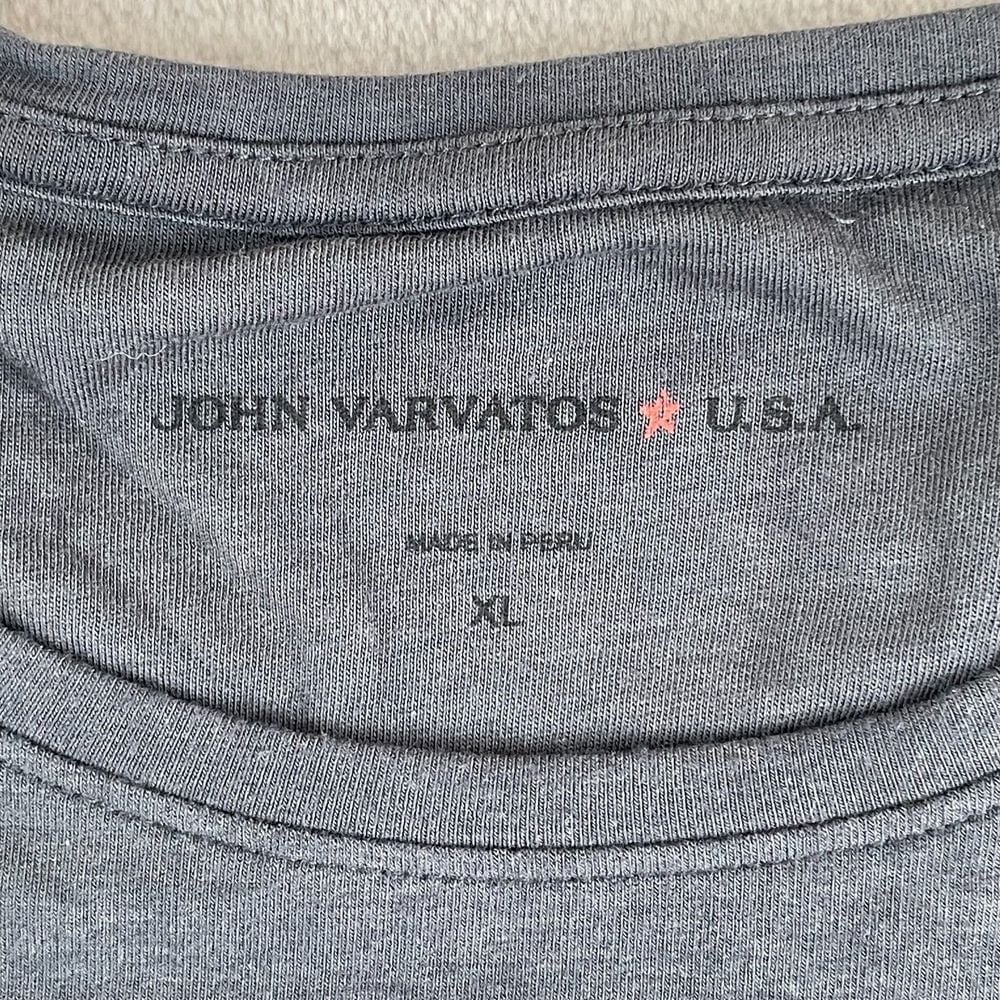 JOHN VARVATOS ★ U.S.A.
MADE IN PERU
XL